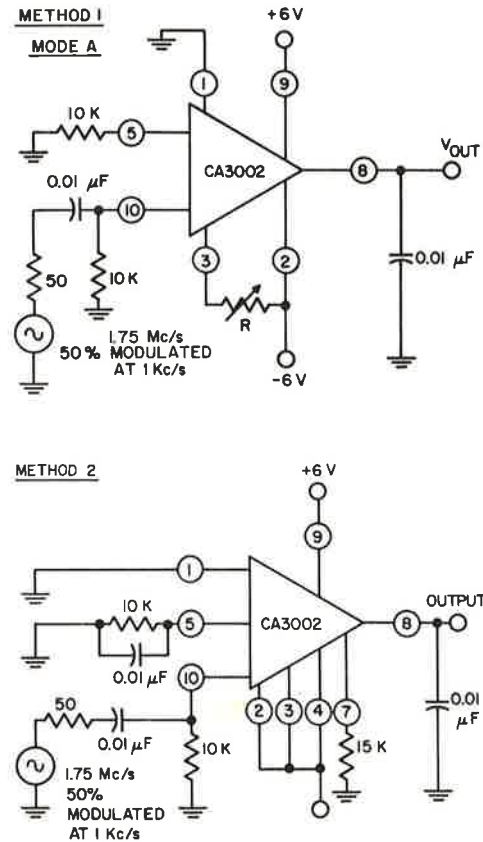 METHOD 1
MODE A
+6 V
1
9
10 K
5
CA3002
8
VOUT
0.01 µF
10
0.01 µF
50
10 K
3
2
R
1.75 Mc/s
50% MODULATED
AT 1 Kc/s
-6 V
METHOD 2
+6 V
9
1
10 K
5
CA3002
8
OUTPUT
0.01 µF
10
2
3
4
7
0.01
µF
50
0.01 µF
10 K
15 K
1.75 Mc/s
50%
MODULATED
AT 1 Kc/s